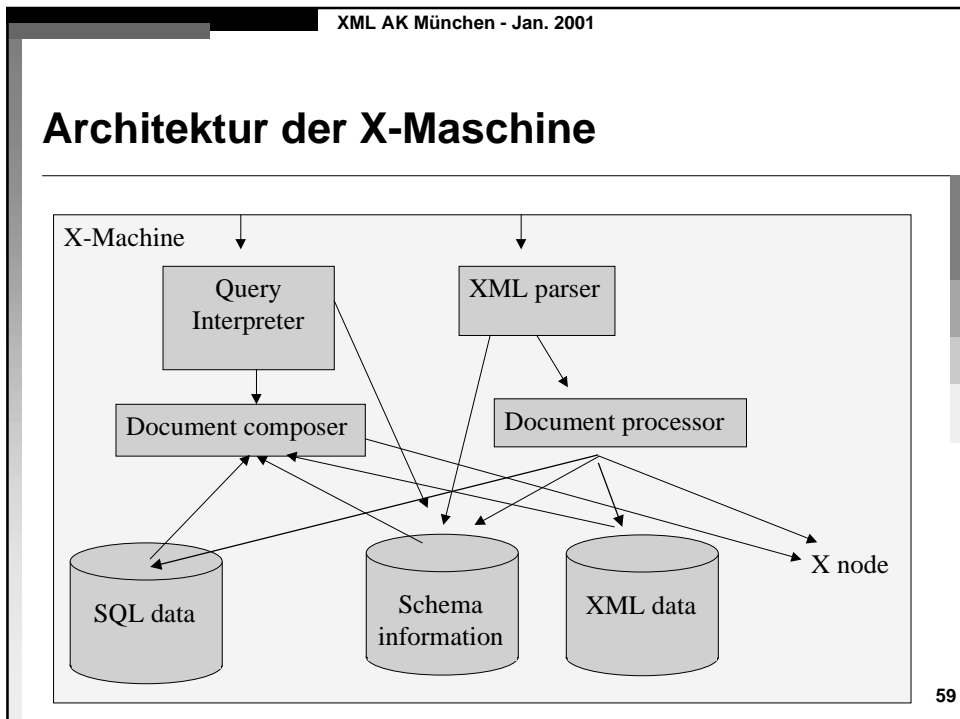 XML AK München - Jan. 2001
Architektur der X-Maschine
X-Machine
Query
Interpreter
XML parser
Document composer
Document processor
X node
SQL data
Schema
information
XML data
59